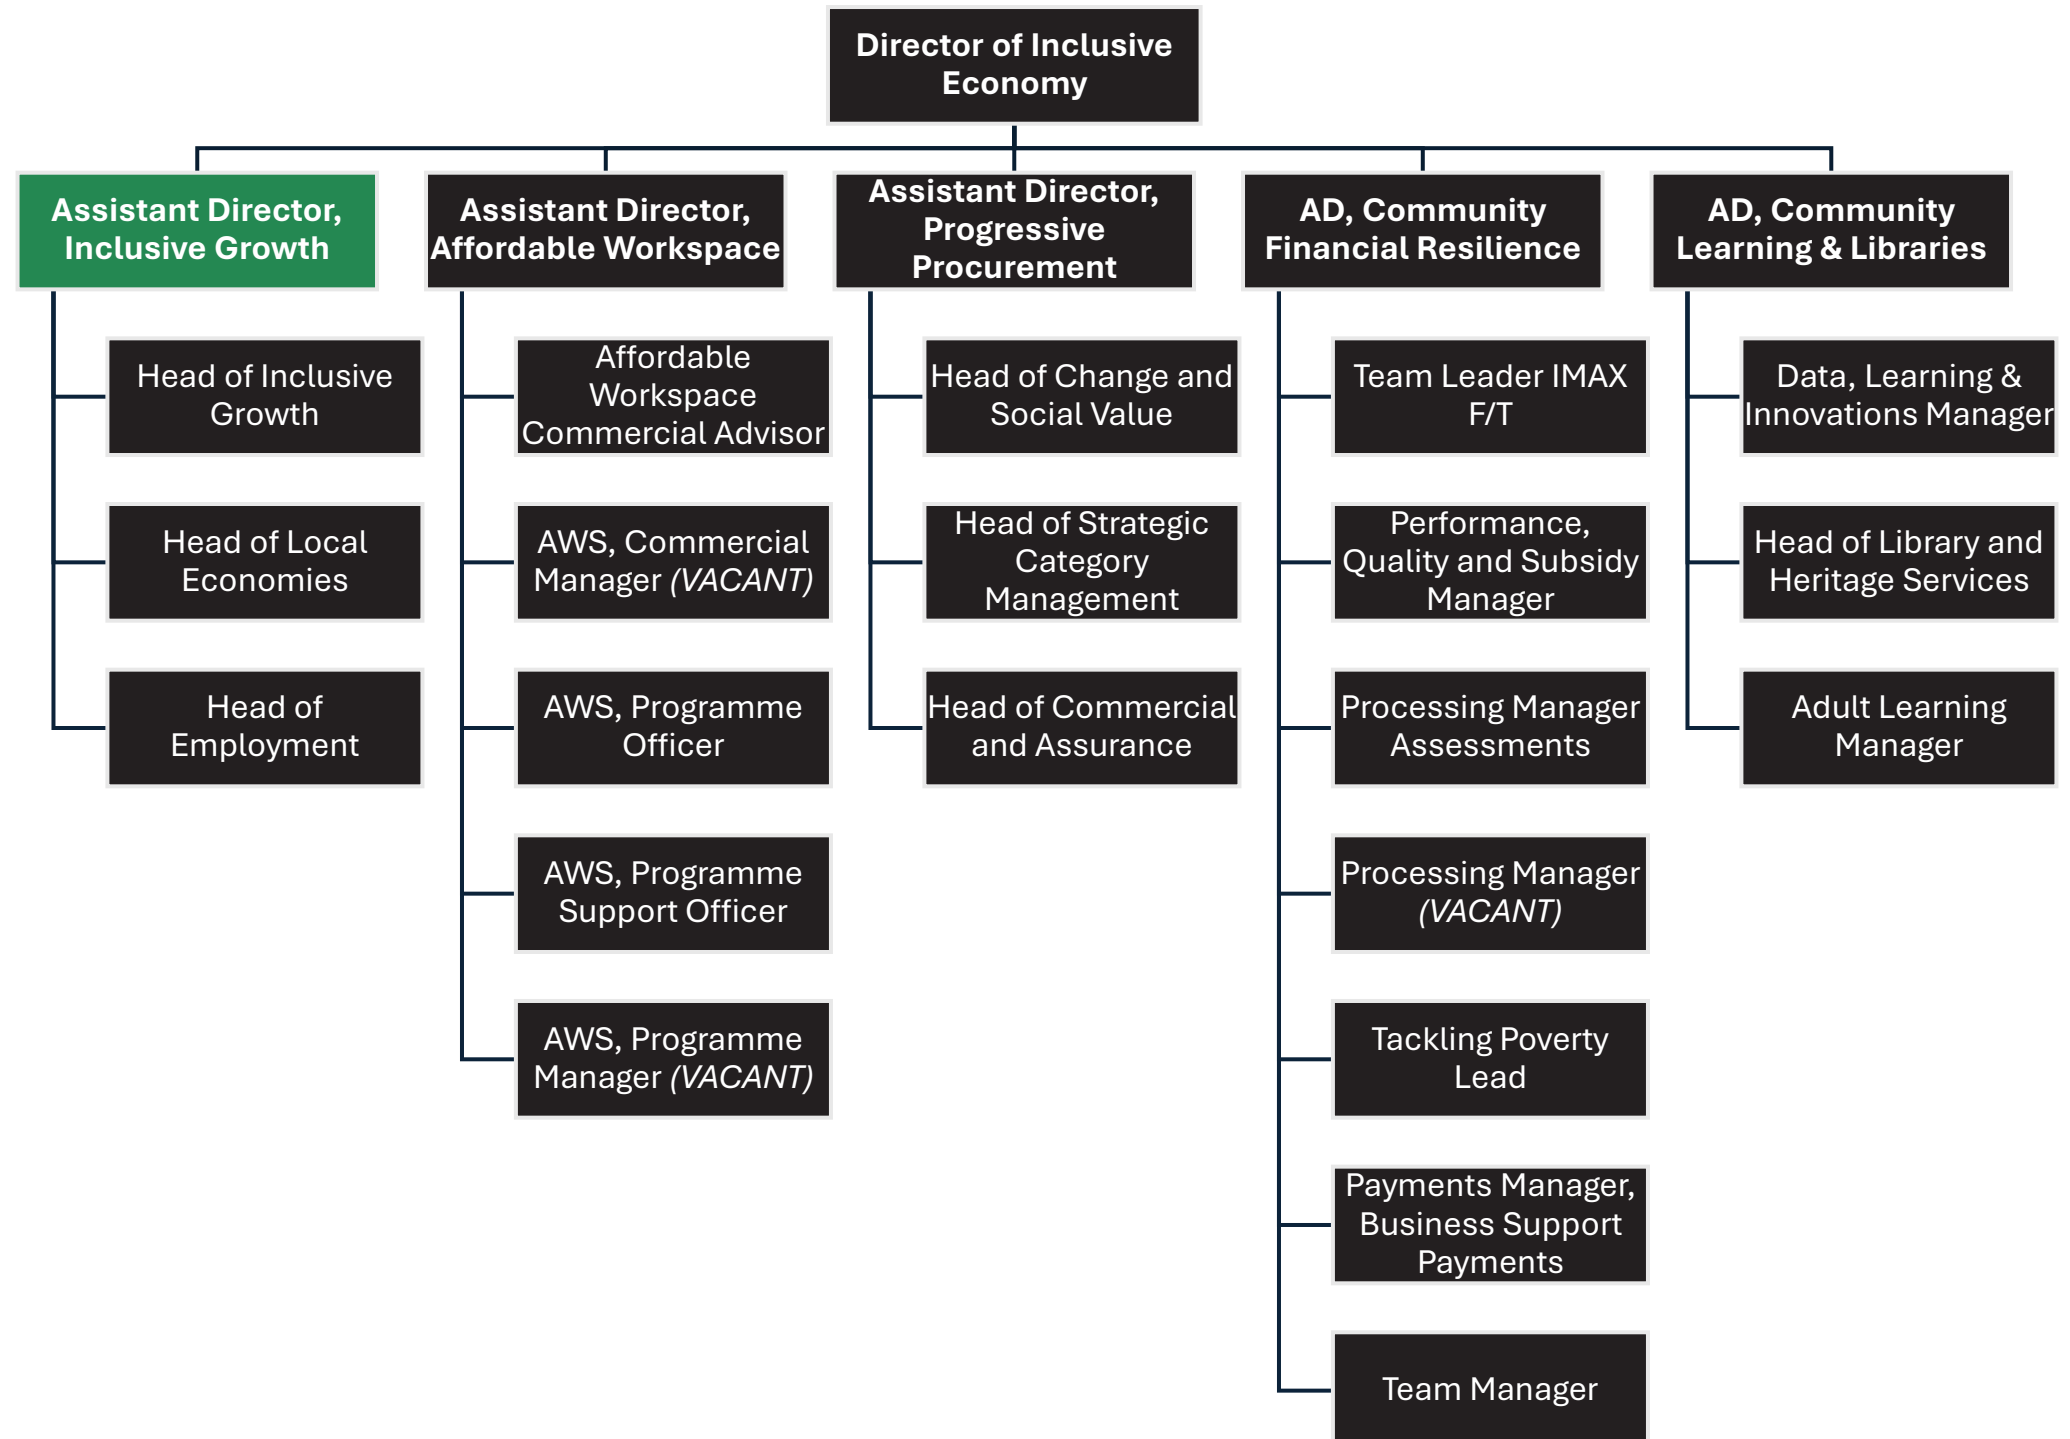 Director of Inclusive
Economy
Assistant Director,
Inclusive Growth
Head of Inclusive
Growth
Head of Local
Economies
Head of
Employment
Assistant Director,
Affordable Workspace
Affordable
Workspace
Commercial Advisor
AWS, Commercial
Manager (VACANT)
AWS, Programme
Officer
AWS, Programme
Support Officer
AWS, Programme
Manager (VACANT)
Assistant Director,
Progressive
Procurement
Head of Change and
Social Value
Head of Strategic
Category
Management
Head of Commercial
and Assurance
AD, Community
Financial Resilience
Team Leader IMAX
F/T
Performance,
Quality and Subsidy
Manager
Processing Manager
Assessments
Processing Manager
(VACANT)
Tackling Poverty
Lead
Payments Manager,
Business Support
Payments
Team Manager
AD, Community
Learning & Libraries
Data, Learning &
Innovations Manager
Head of Library and
Heritage Services
Adult Learning
Manager